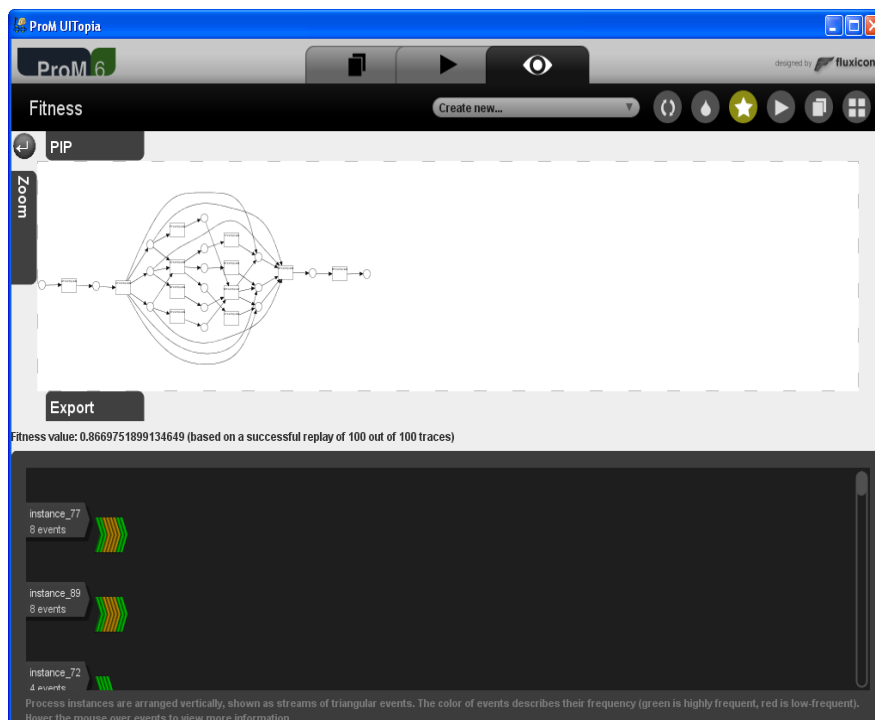 ProM UITopia
ProM 6
designed by fluxicon
Fitness
Create new...
PIP
Zoom
Export
Fitness value: 0.8669751899134649 (based on a successful replay of 100 out of 100 traces)
instance_77
8 events
instance_89
8 events
instance_72
4 events
Process instances are arranged vertically, shown as streams of triangular events. The color of events describes their frequency (green is highly frequent, red is low-frequent).
Hover the mouse over events to view more information.